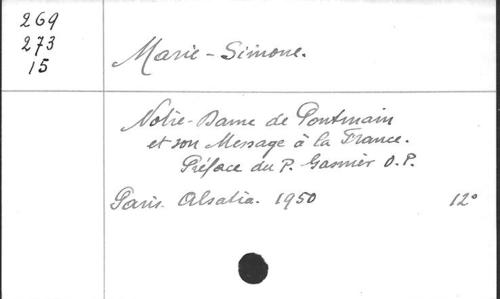 269
273
15
Marie-Simone.
Notre-Dame de Pontmain
et son Message à la France.
Préface du P. Gasnier O.P.
Paris. Alsatia. 1950 12°